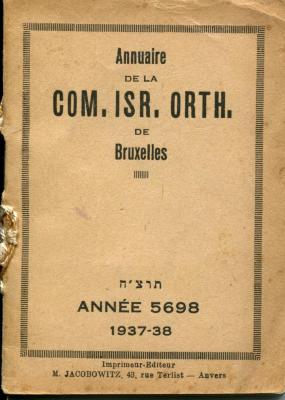 Annuaire
DE LA
COM. ISR. ORTH.
DE
Bruxelles
תרצ״ח
ANNÉE 5698
1937-38
Imprimeur-Editeur
M. JACOBOWITZ, 43, rue Terlist — Anvers